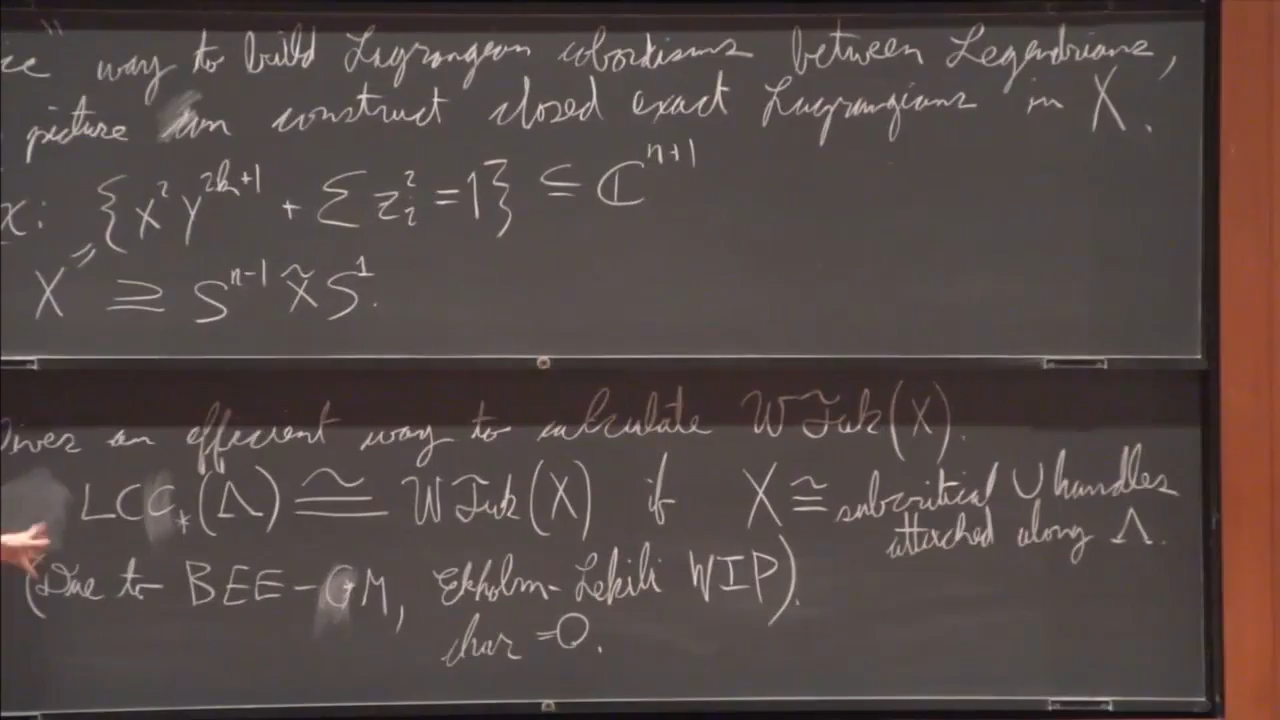 ce" way to build Lagrangean cobordisms between Legendrians,
picture can construct closed exact Lagrangians in X.
x: {x²y^{2k+1} + Σ z_i² = 1} ⊆ ℂ^{n+1}
X ⊇ S^{n-1} ×̃ S¹.
Gives an efficient way to calculate WFuk(X).
LCC_*(Λ) ≅ WFuk(X) if X ≅ subcritical ∪ handles
attached along Λ.
(Due to BEE-GM, Ekholm-Lekili WIP).
char = 0.